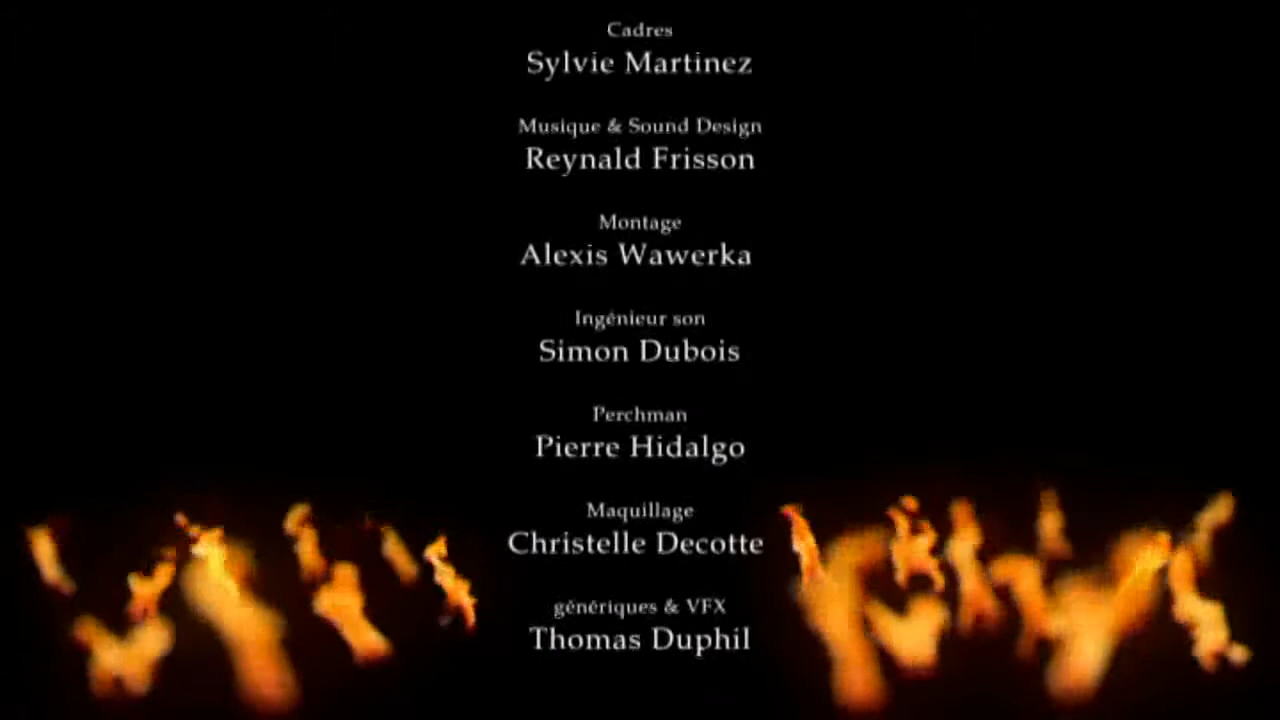 Cadres
Sylvie Martinez
Musique & Sound Design
Reynald Frisson
Montage
Alexis Wawerka
Ingénieur son
Simon Dubois
Perchman
Pierre Hidalgo
Maquillage
Christelle Decotte
génériques & VFX
Thomas Duphil